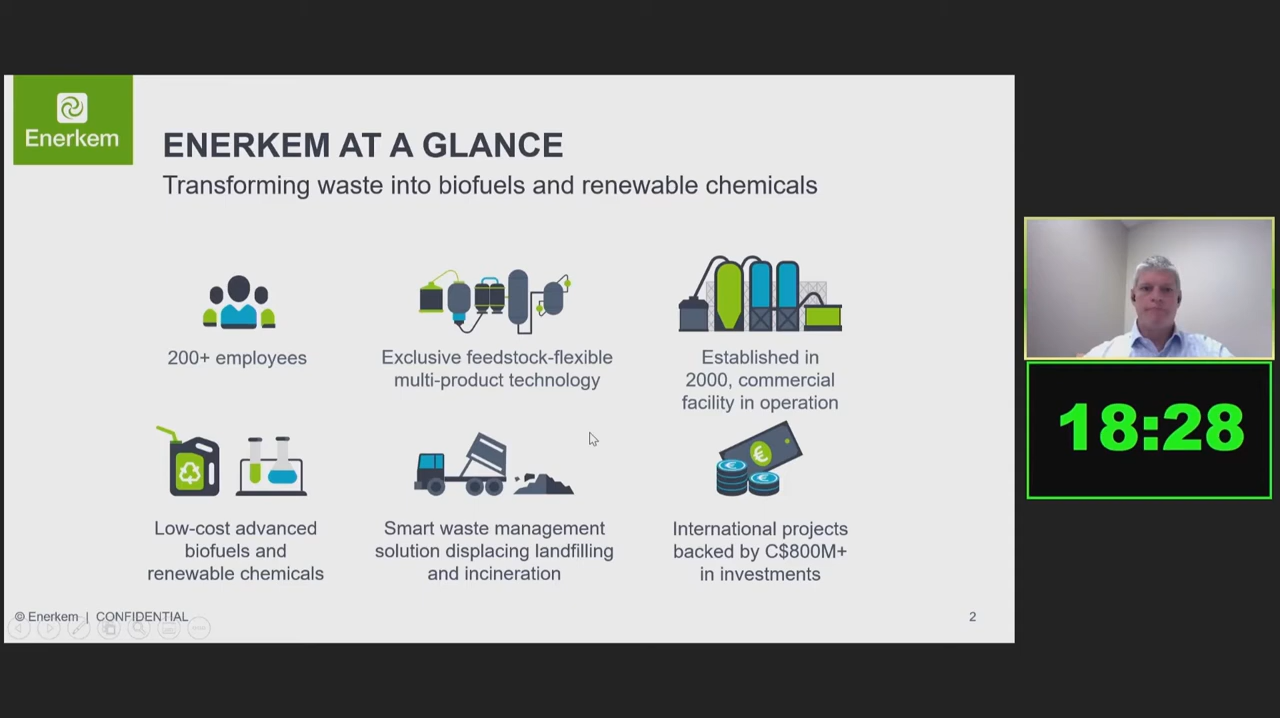 Enerkem
ENERKEM AT A GLANCE
Transforming waste into biofuels and renewable chemicals
200+ employees
Exclusive feedstock-flexible
multi-product technology
Established in
2000, commercial
facility in operation
Low-cost advanced
biofuels and
renewable chemicals
Smart waste management
solution displacing landfilling
and incineration
€
€
€
International projects
backed by C$800M+
in investments
© Enerkem | CONFIDENTIAL
2
18:28